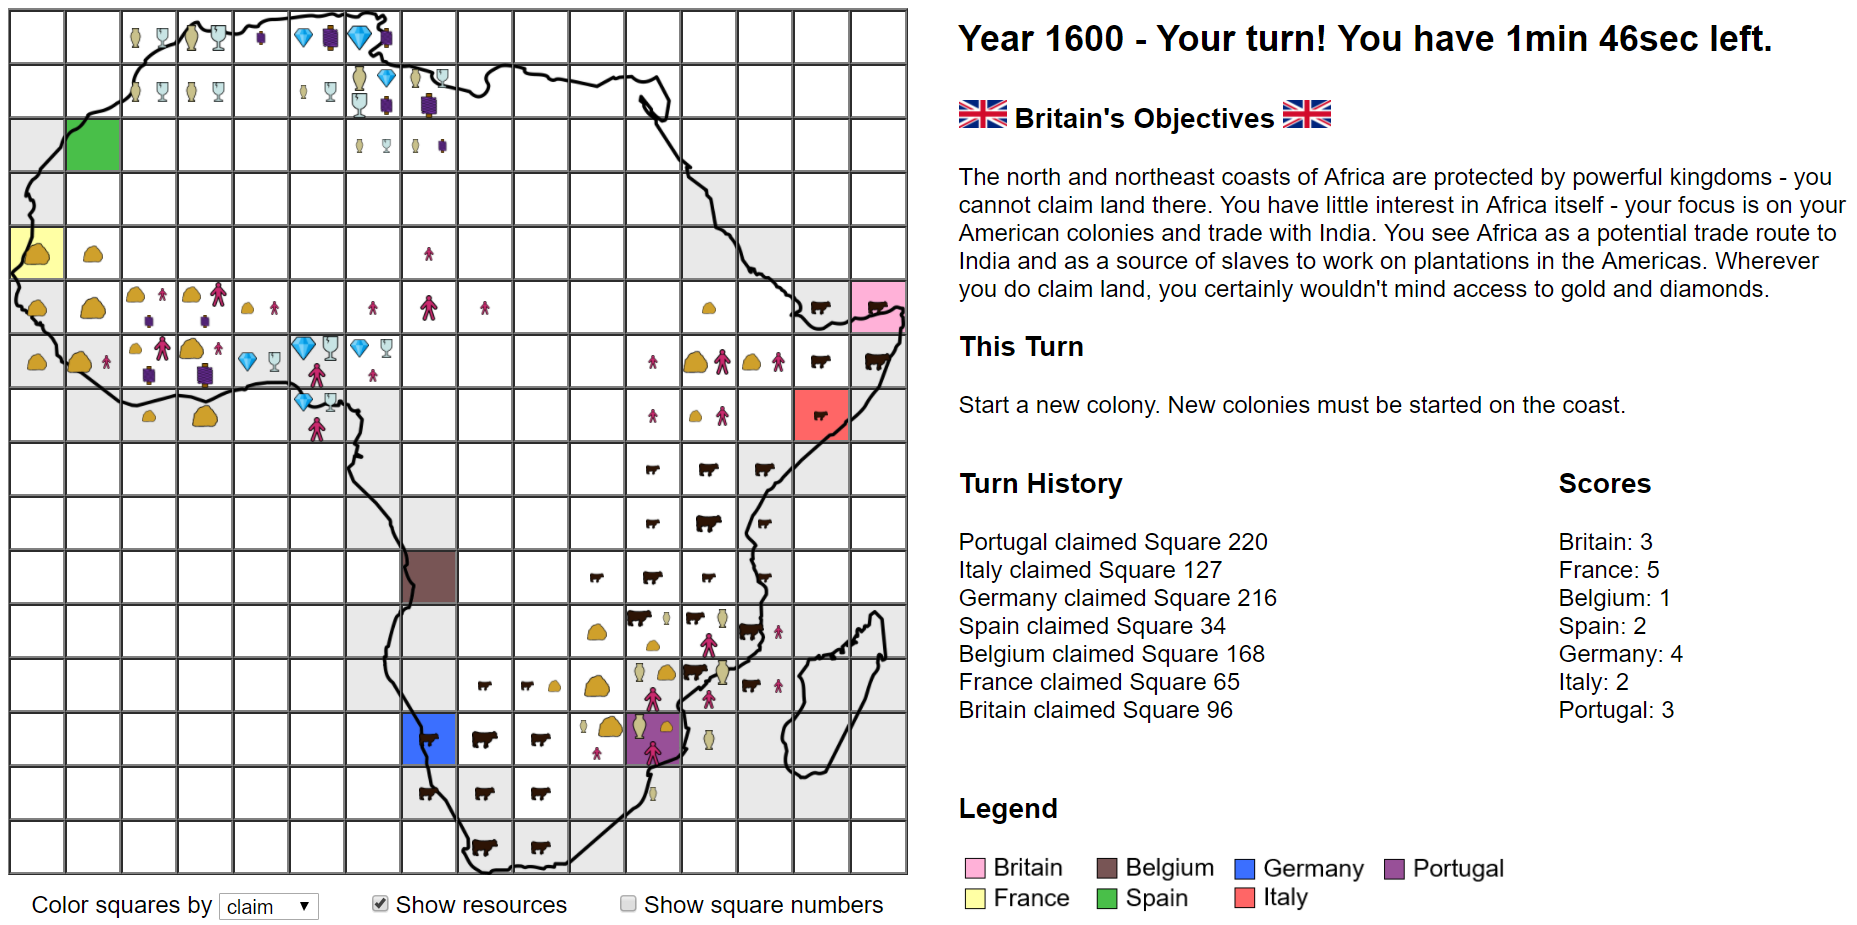 Year 1600 - Your turn! You have 1min 46sec left.
Britain's Objectives
The north and northeast coasts of Africa are protected by powerful kingdoms - you
cannot claim land there. You have little interest in Africa itself - your focus is on your
American colonies and trade with India. You see Africa as a potential trade route to
India and as a source of slaves to work on plantations in the Americas. Wherever
you do claim land, you certainly wouldn't mind access to gold and diamonds.
This Turn
Start a new colony. New colonies must be started on the coast.
Turn History
Portugal claimed Square 220
Italy claimed Square 127
Germany claimed Square 216
Spain claimed Square 34
Belgium claimed Square 168
France claimed Square 65
Britain claimed Square 96
Scores
Britain: 3
France: 5
Belgium: 1
Spain: 2
Germany: 4
Italy: 2
Portugal: 3
Legend
Britain Belgium Germany Portugal
France Spain Italy
Color squares by claim Show resources Show square numbers